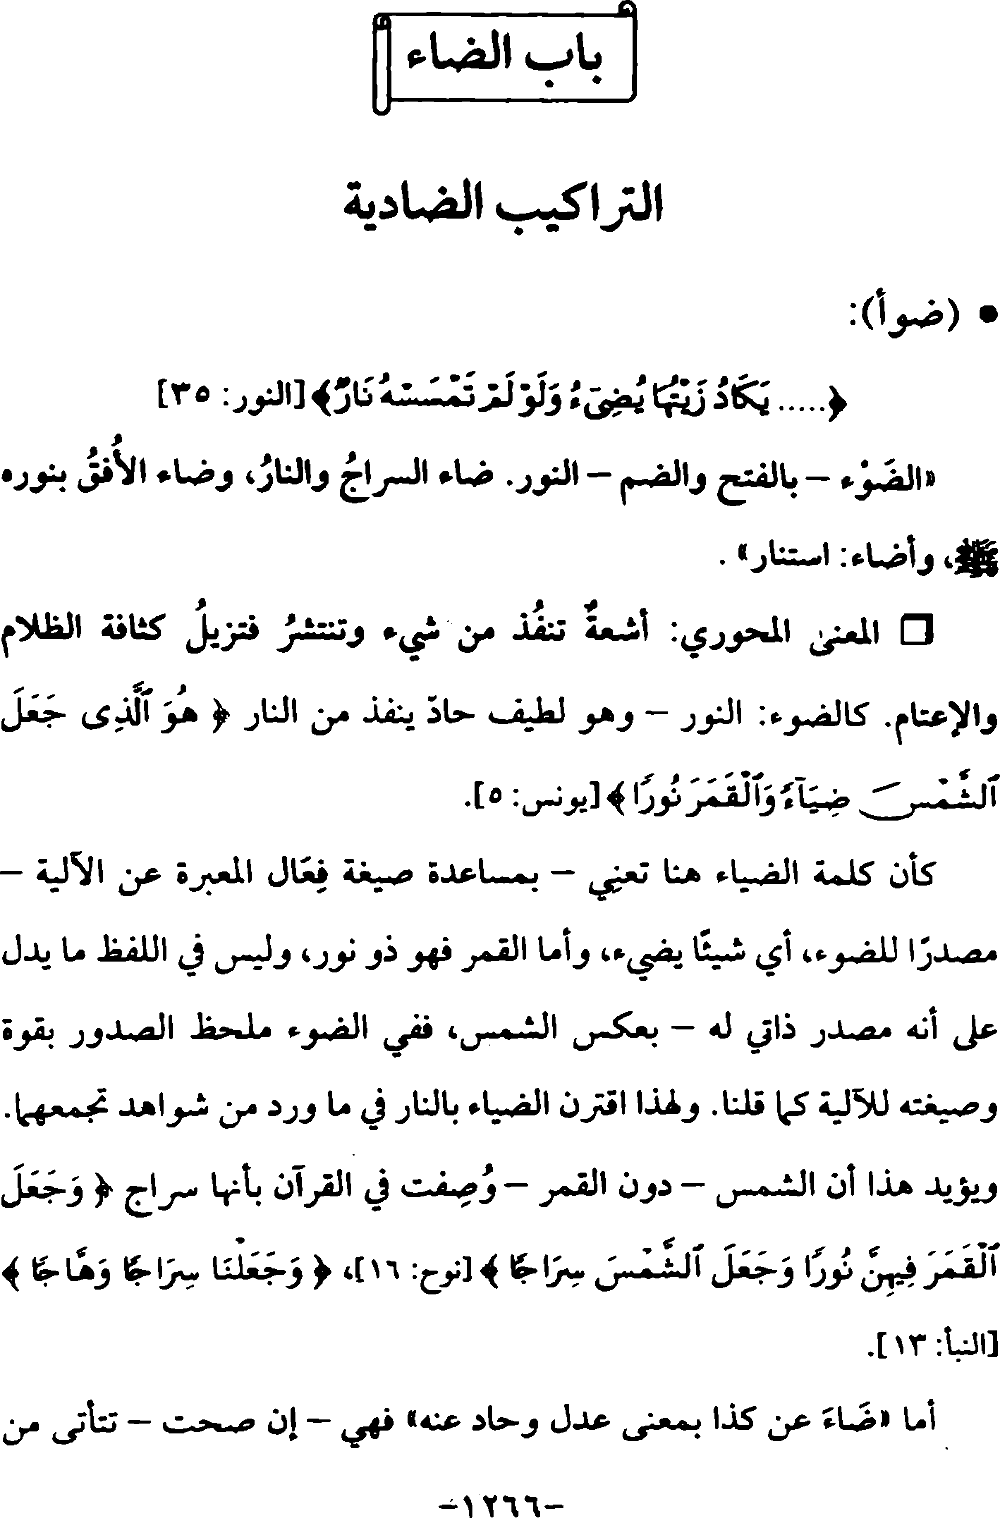 باب الضاء
التراكيب الضادية
• (ضوأ):
﴿..... يَكَادُ زَيْتُهَا يُضِىٓءُ وَلَوْ لَمْ تَمْسَسْهُ نَارٌ﴾ [النور: ٣٥]
«الضَوْء – بالفتح والضم – النور. ضاء السراجُ والنارُ، وضاء الأُفقُ بنوره
ﷺ، وأضاء: استنار» .
❑ المعنى المحوري: أشعةٌ تنفُذ من شيء وتنتشرُ فتزيلُ كثافة الظلام
والإعتام. كالضوء: النور – وهو لطيف حادّ ينفذ من النار ﴿ هُوَ ٱلَّذِى جَعَلَ
ٱلشَّمْسَ ضِيَآءً وَٱلْقَمَرَ نُورًا ﴾ [يونس: ٥].
كأن كلمة الضياء هنا تعنِي – بمساعدة صيغة فِعَال المعبرة عن الآلية –
مصدرًا للضوء، أي شيئًا يضيء، وأما القمر فهو ذو نور، وليس في اللفظ ما يدل
على أنه مصدر ذاتي له – بعكس الشمس، ففي الضوء ملحظ الصدور بقوة
وصيغته للآلية كما قلنا. ولهذا اقترن الضياء بالنار في ما ورد من شواهد تجمعهما.
ويؤيد هذا أن الشمس – دون القمر – وُصِفت في القرآن بأنها سراج ﴿ وَجَعَلَ
ٱلْقَمَرَ فِيهِنَّ نُورًا وَجَعَلَ ٱلشَّمْسَ سِرَاجًا ﴾ [نوح: ١٦]، ﴿ وَجَعَلْنَا سِرَاجًا وَهَّاجًا ﴾
[النبأ: ١٣].
أما «ضَاءَ عن كذا بمعنى عدل وحاد عنه» فهي – إن صحت – تتأتى من
-١٢٦٦-